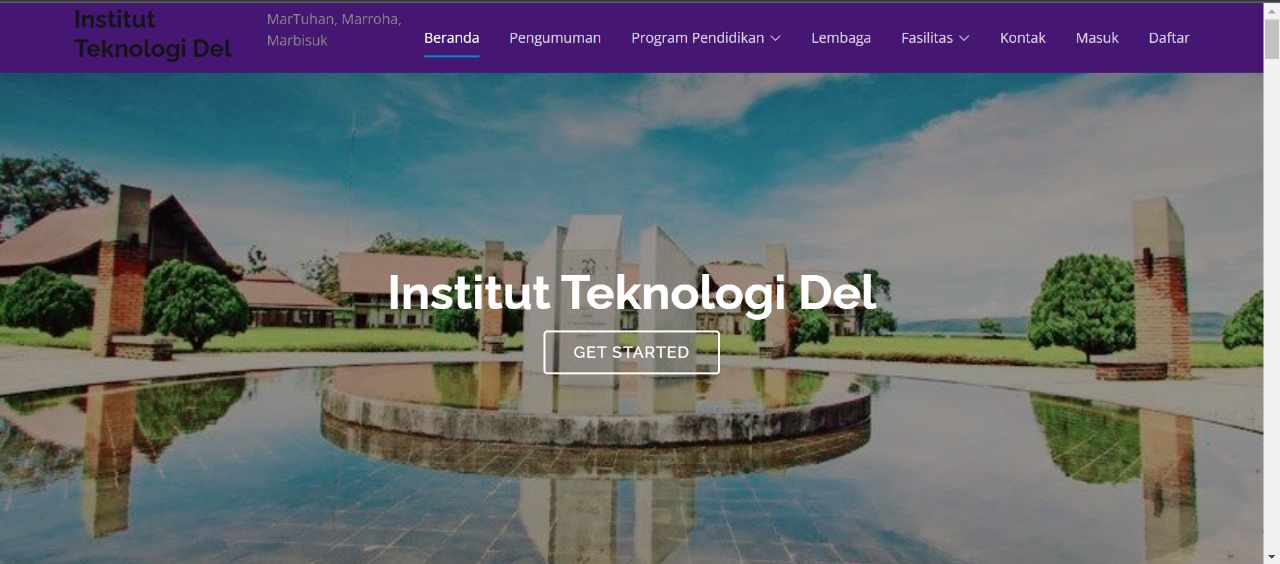 Institut
Teknologi Del
MarTuhan, Marroha,
Marbisuk
Beranda
Pengumuman
Program Pendidikan
Lembaga
Fasilitas
Kontak
Masuk
Daftar
Institut Teknologi Del
GET STARTED